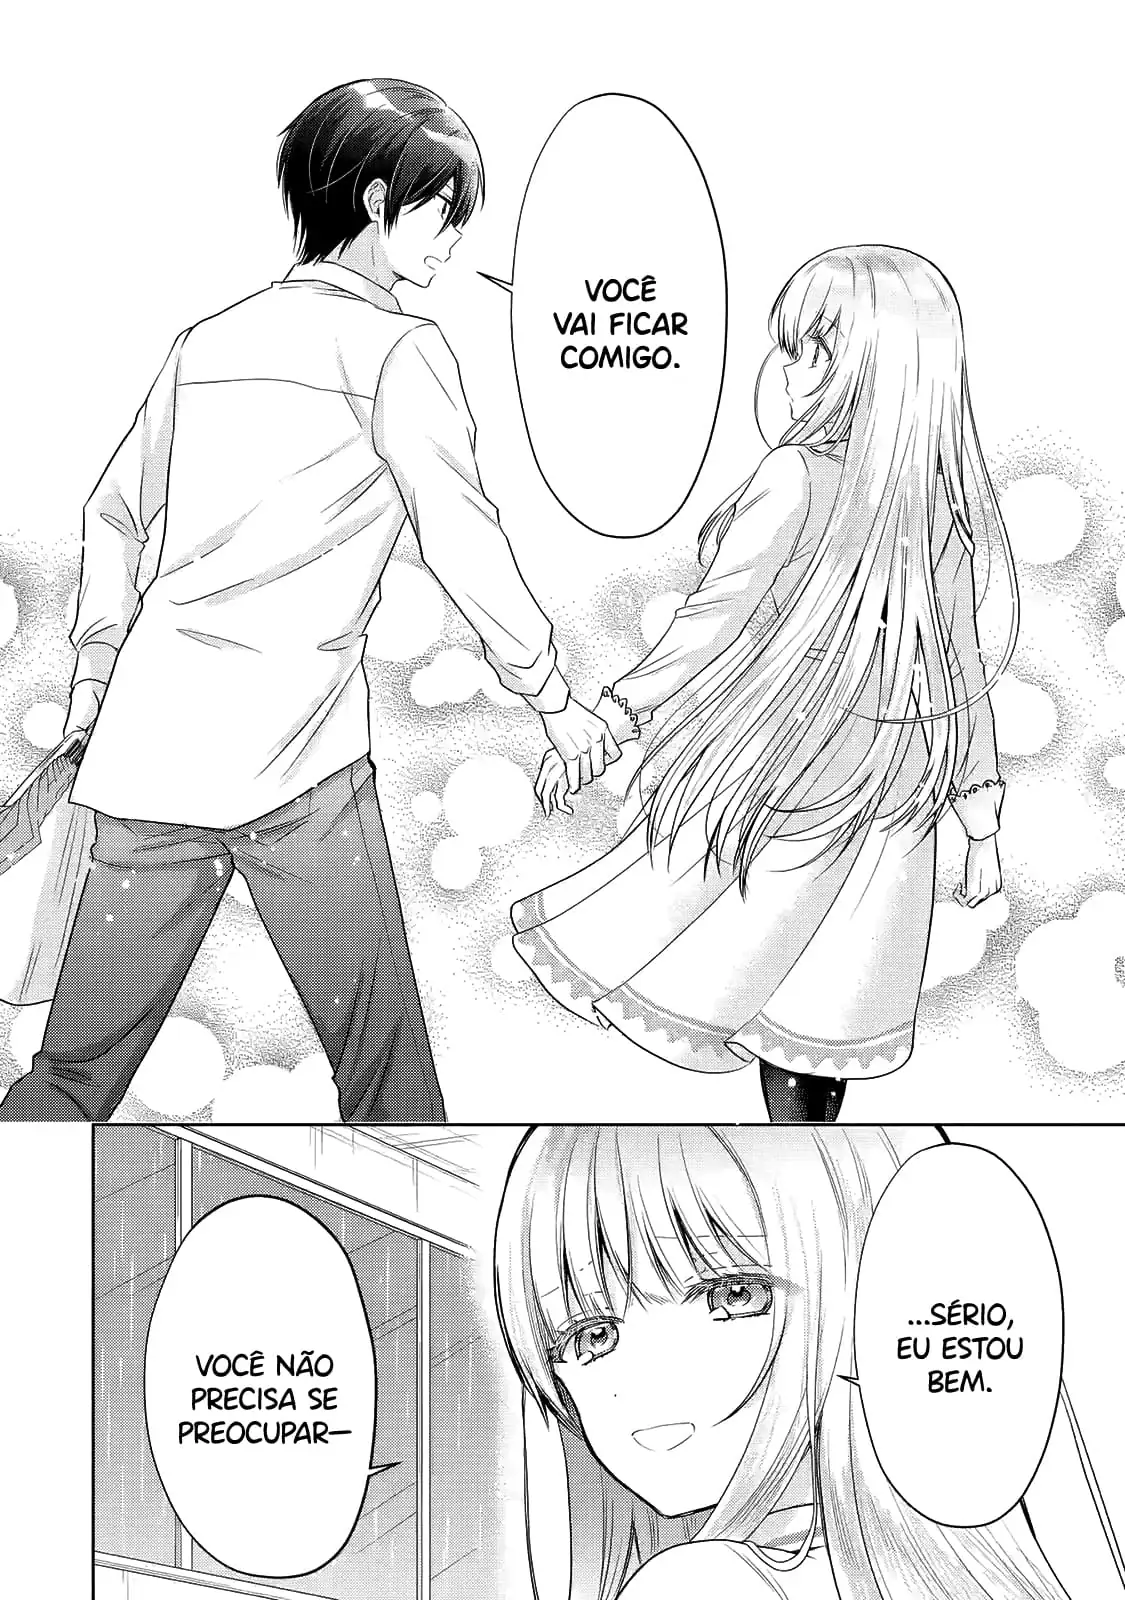 VOCÊ
VAI FICAR
COMIGO.
...SÉRIO,
EU ESTOU
BEM.
VOCÊ NÃO
PRECISA SE
PREOCUPAR—